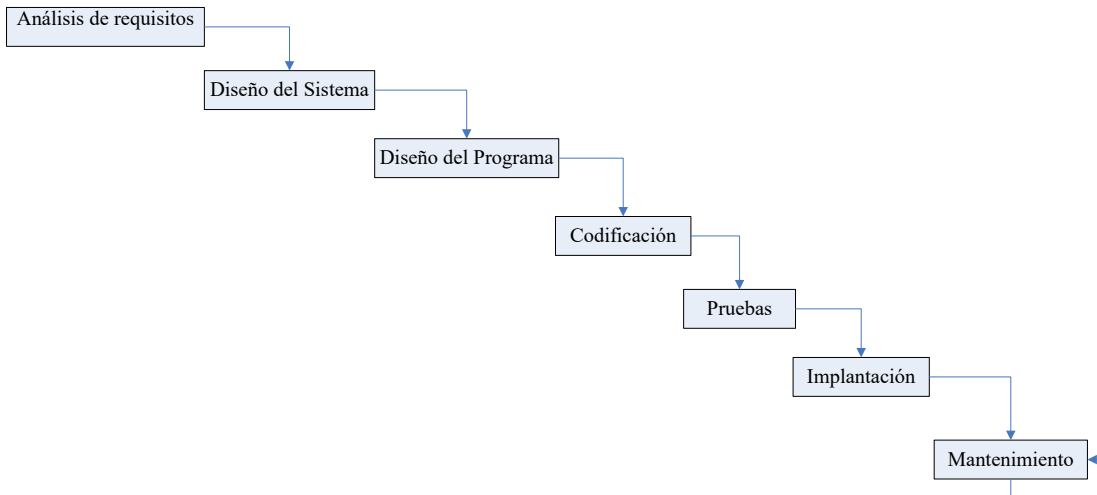 Análisis de requisitos
Diseño del Sistema
Diseño del Programa
Codificación
Pruebas
Implantación
Mantenimiento